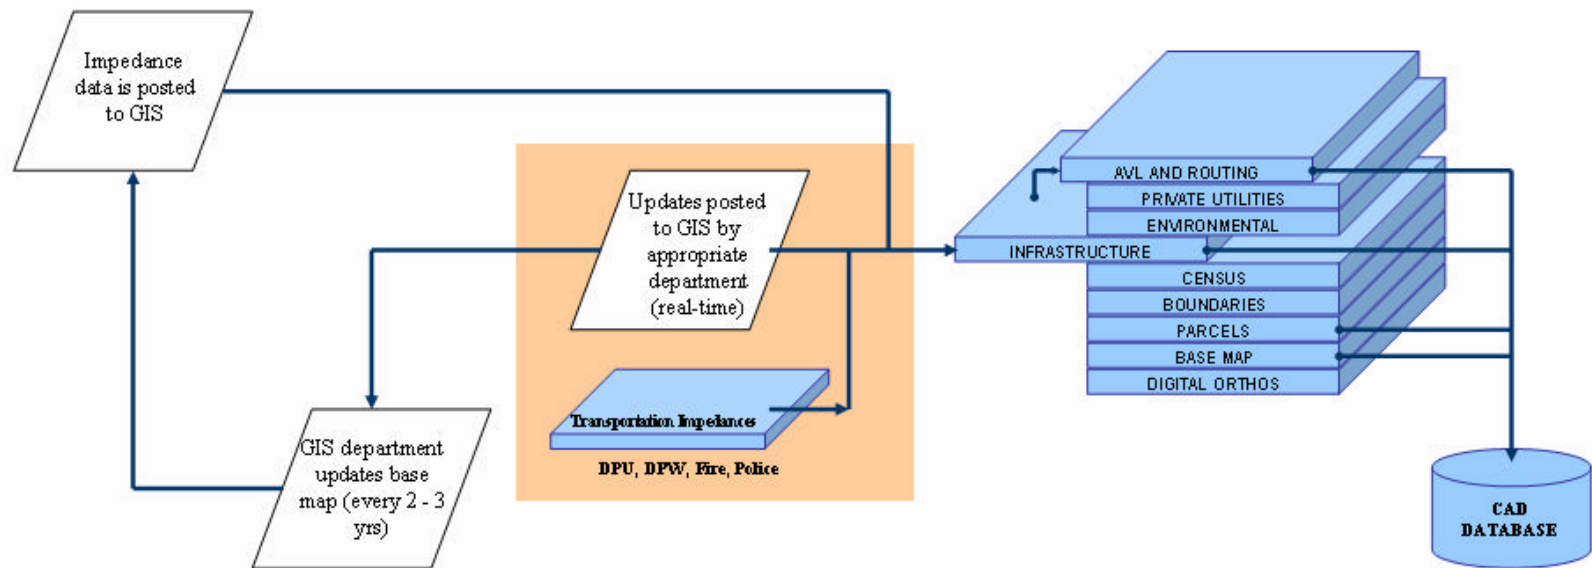 Impedance
data is posted
to GIS
Updates posted
to GIS by
appropriate
department
(real-time)
Transportation Impedances
DPU, DPW, Fire, Police
GIS department
updates base
map (every 2 - 3
yrs)
AVL AND ROUTING
PRIVATE UTILITIES
ENVIRONMENTAL
INFRASTRUCTURE
CENSUS
BOUNDARIES
PARCELS
BASE MAP
DIGITAL ORTHOS
CAD
DATABASE